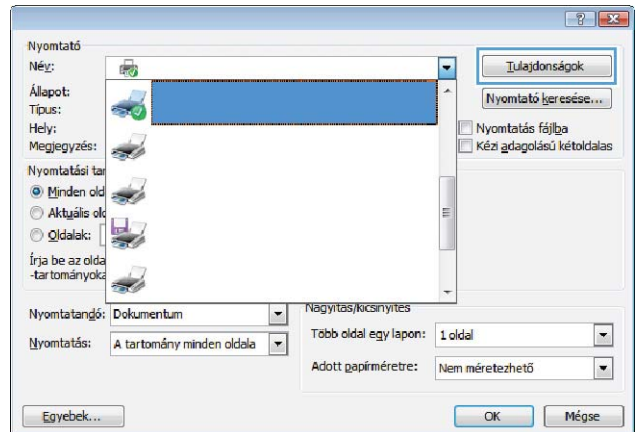 Nyomtató
Név:
Tulajdonságok
Állapot:
Nyomtató keresése...
Típus:
Hely:
Nyomtatás fájlba
Megjegyzés:
Kézi adagolású kétoldalas
Nyomtatási tar
Minden old
Aktuális old
Oldalak:
Írja be az olda
-tartományoka
Nagyítás/kicsinyítés
Nyomtatandó: Dokumentum
Több oldal egy lapon: 1 oldal
Nyomtatás: A tartomány minden oldala
Adott papírméretre: Nem méretezhető
Egyebek...
OK
Mégse